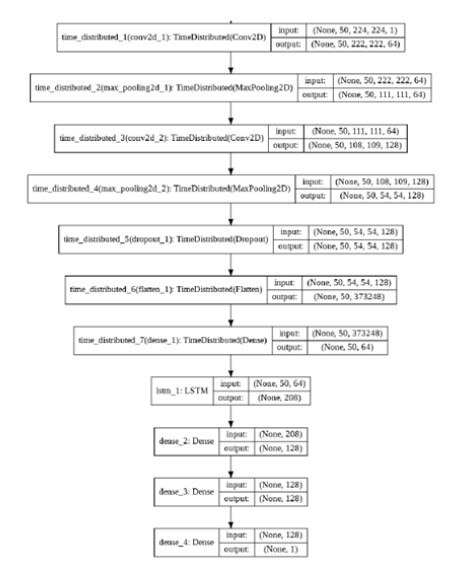 time_distributed_1(conv2d_1): TimeDistributed(Conv2D)
input: (None, 50, 224, 224, 1)
output: (None, 50, 222, 222, 64)
time_distributed_2(max_pooling2d_1): TimeDistributed(MaxPooling2D)
input: (None, 50, 222, 222, 64)
output: (None, 50, 111, 111, 64)
time_distributed_3(conv2d_2): TimeDistributed(Conv2D)
input: (None, 50, 111, 111, 64)
output: (None, 50, 108, 109, 128)
time_distributed_4(max_pooling2d_2): TimeDistributed(MaxPooling2D)
input: (None, 50, 108, 109, 128)
output: (None, 50, 54, 54, 128)
time_distributed_5(dropout_1): TimeDistributed(Dropout)
input: (None, 50, 54, 54, 128)
output: (None, 50, 54, 54, 128)
time_distributed_6(flatten_1): TimeDistributed(Flatten)
input: (None, 50, 54, 54, 128)
output: (None, 50, 373248)
time_distributed_7(dense_1): TimeDistributed(Dense)
input: (None, 50, 373248)
output: (None, 50, 64)
lstm_1: LSTM
input: (None, 50, 64)
output: (None, 208)
dense_2: Dense
input: (None, 208)
output: (None, 128)
dense_3: Dense
input: (None, 128)
output: (None, 128)
dense_4: Dense
input: (None, 128)
output: (None, 1)